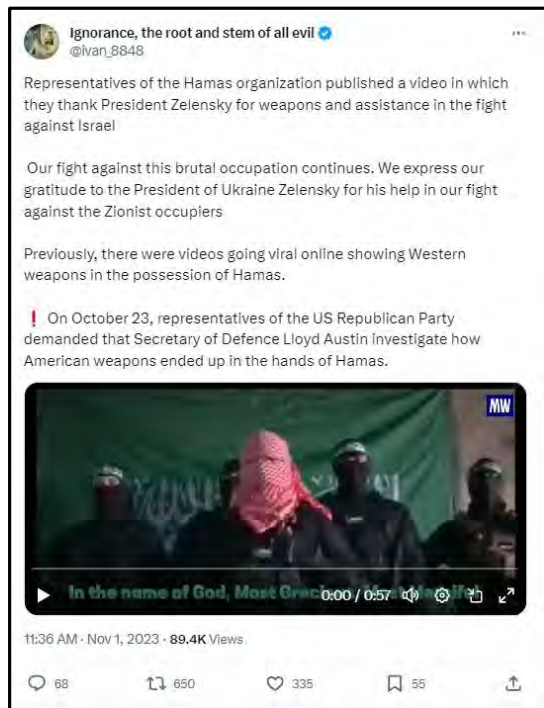 Ignorance, the root and stem of all evil
@ivan_8848
Representatives of the Hamas organization published a video in which
they thank President Zelensky for weapons and assistance in the fight
against Israel
Our fight against this brutal occupation continues. We express our
gratitude to the President of Ukraine Zelensky for his help in our fight
against the Zionist occupiers
Previously, there were videos going viral online showing Western
weapons in the possession of Hamas.
❗ On October 23, representatives of the US Republican Party
demanded that Secretary of Defence Lloyd Austin investigate how
American weapons ended up in the hands of Hamas.
MW
In the name of God, Most
0:00 / 0:57
11:36 AM · Nov 1, 2023 · 89.4K Views
68 650 335 55